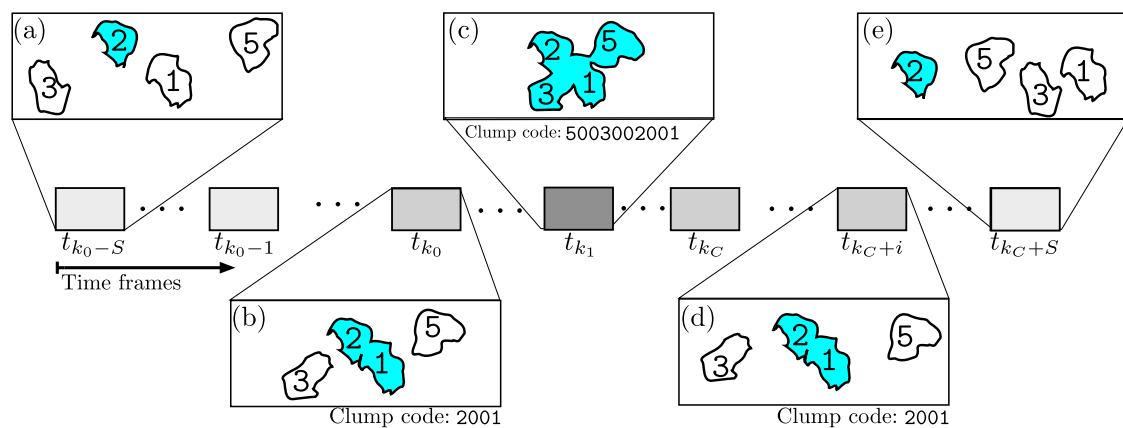 (a)
2
5
3
1
(c)
2
5
3
1
Clump code: 5003002001
(e)
2
5
3
1
t_{k_0-S}
t_{k_0-1}
t_{k_0}
t_{k_1}
t_{k_C}
t_{k_C+i}
t_{k_C+S}
Time frames
(b)
2
5
1
3
Clump code: 2001
(d)
2
5
1
3
Clump code: 2001